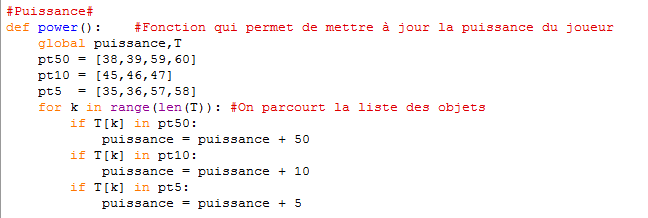 #Puissance#
def power():    #Fonction qui permet de mettre à jour la puissance du joueur
    global puissance,T
    pt50 = [38,39,59,60]
    pt10 = [45,46,47]
    pt5  = [35,36,57,58]
    for k in range(len(T)): #On parcourt la liste des objets
        if T[k] in pt50:
            puissance = puissance + 50
        if T[k] in pt10:
            puissance = puissance + 10
        if T[k] in pt5:
            puissance = puissance + 5